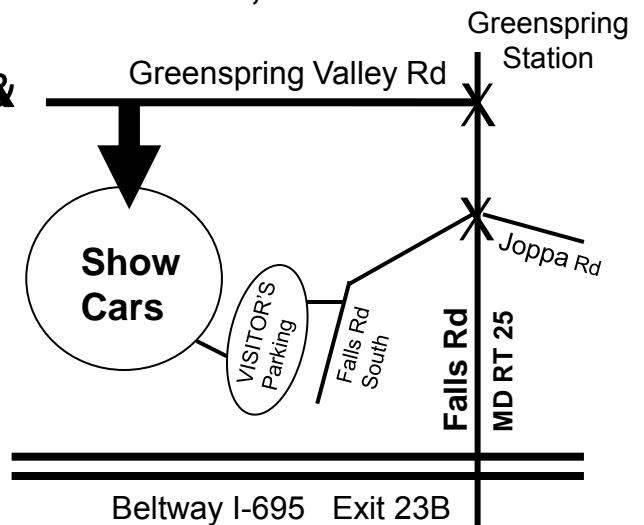 Greenspring
Station
Greenspring Valley Rd
&
X
X
Joppa Rd
Show
Cars
VISITOR'S
Parking
Falls Rd
South
Falls Rd
MD RT 25
Beltway I-695 Exit 23B